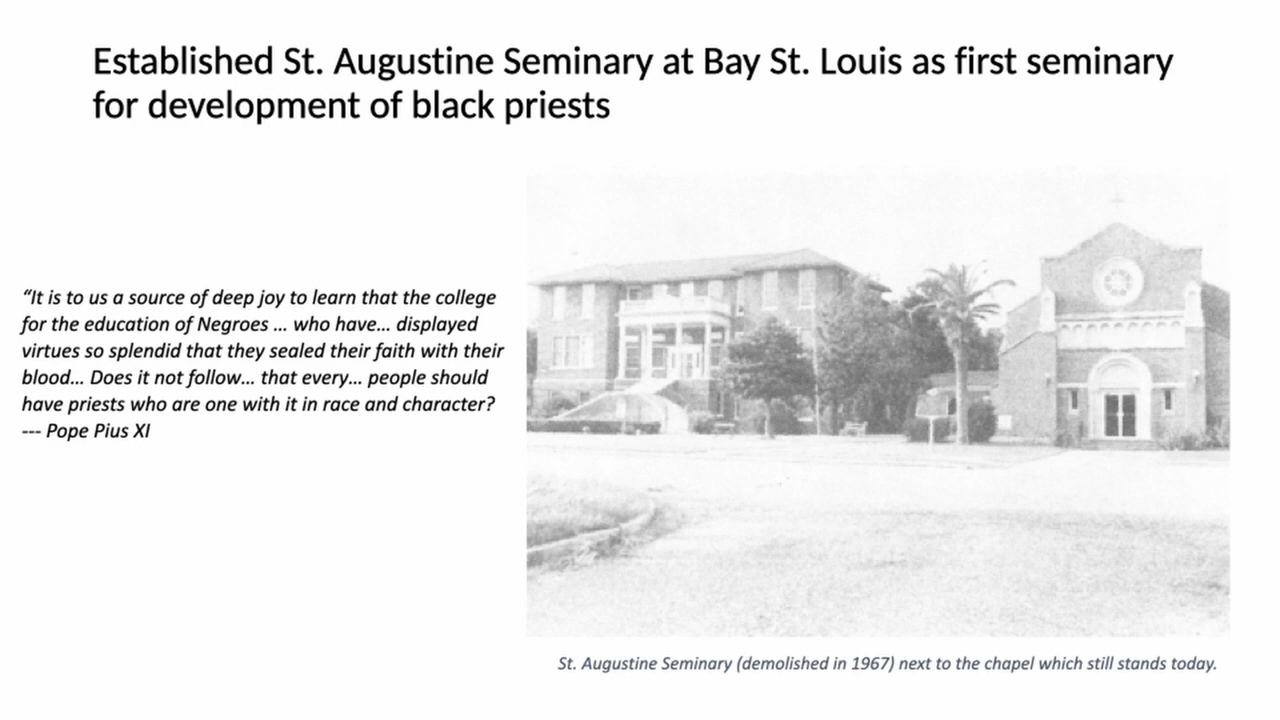 Established St. Augustine Seminary at Bay St. Louis as first seminary
for development of black priests
“It is to us a source of deep joy to learn that the college
for the education of Negroes ... who have... displayed
virtues so splendid that they sealed their faith with their
blood... Does it not follow... that every... people should
have priests who are one with it in race and character?
--- Pope Pius XI
St. Augustine Seminary (demolished in 1967) next to the chapel which still stands today.